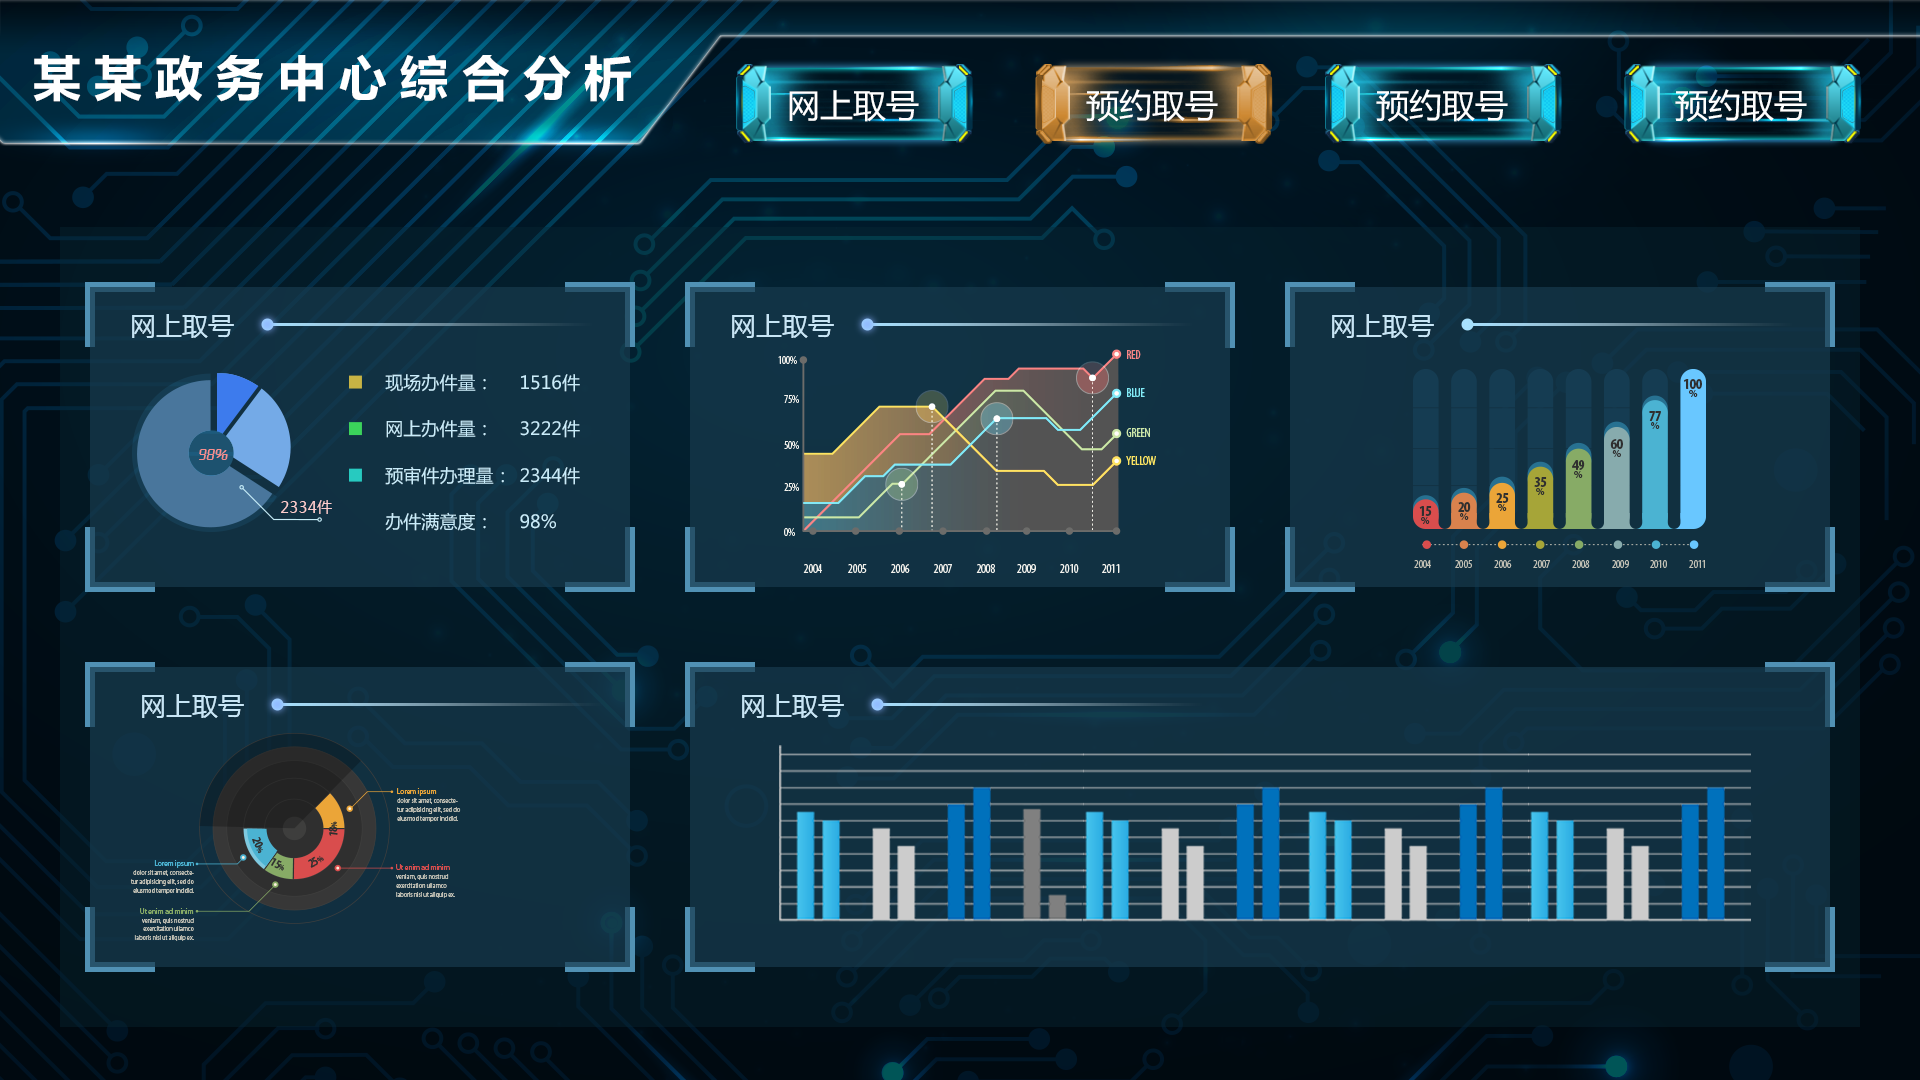 某某政务中心综合分析
网上取号
预约取号
预约取号
预约取号
网上取号
98%
2334件
现场办件量： 1516件
网上办件量： 3222件
预审件办理量： 2344件
办件满意度： 98%
网上取号
100%
75%
50%
25%
0%
RED
BLUE
GREEN
YELLOW
2004 2005 2006 2007 2008 2009 2010 2011
网上取号
15%
20%
25%
35%
49%
60%
77%
100%
2004 2005 2006 2007 2008 2009 2010 2011
网上取号
Lorem ipsum
dolor sit amet, consecte-
tur adipisicing elit, sed do
eiusmod tempor incidid.
20%
15%
25%
18%
Lorem ipsum
dolor sit amet, consecte-
tur adipisicing elit, sed do
eiusmod tempor incidid.
Ut enim ad minim
veniam, quis nostrud
exercitation ullamco
laboris nisi ut aliquip ex.
Ut enim ad minim
veniam, quis nostrud
exercitation ullamco
laboris nisi ut aliquip ex.
网上取号